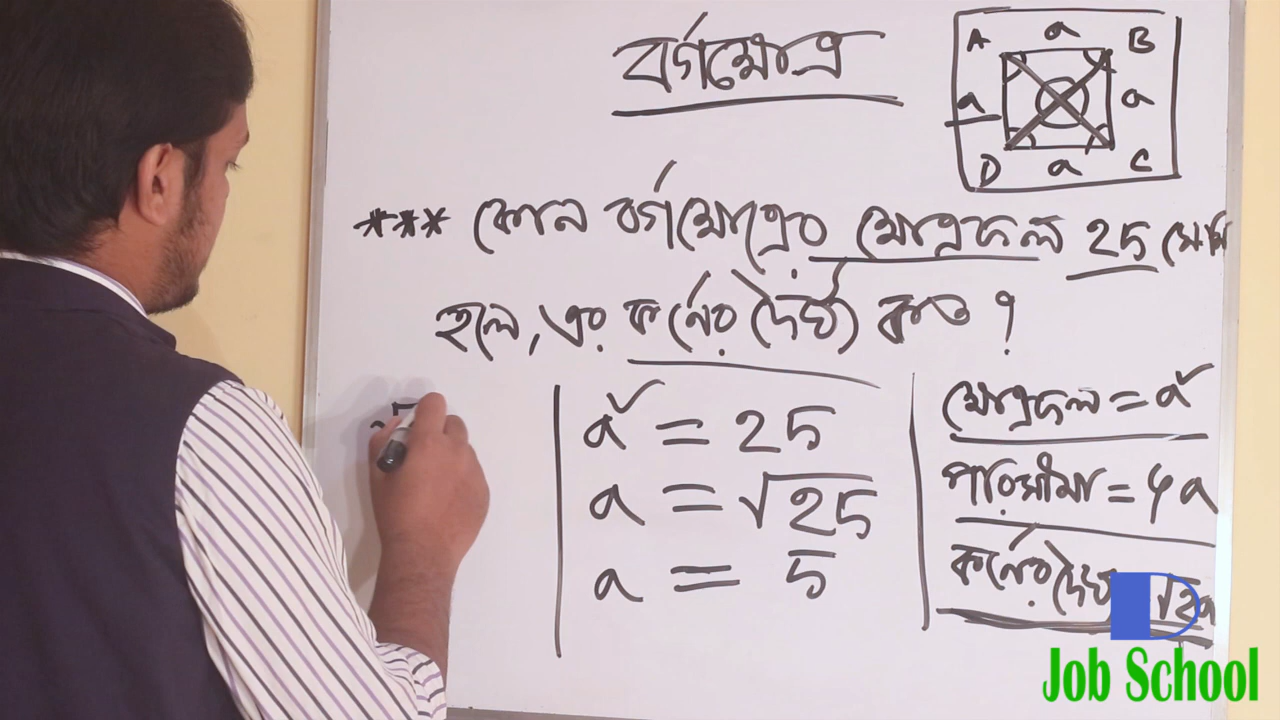 বর্গক্ষেত্র
A a B
a a
D a C
*** কোন বর্গক্ষেত্রের ক্ষেত্রফল 25
হলে, এর কর্নের দৈর্ঘ্য কত ?
a² = 25
a = √25
a = 5
ক্ষেত্রফল = a²
পরিসীমা = 4a
কর্নের দৈর্ঘ্য √2a
Job School